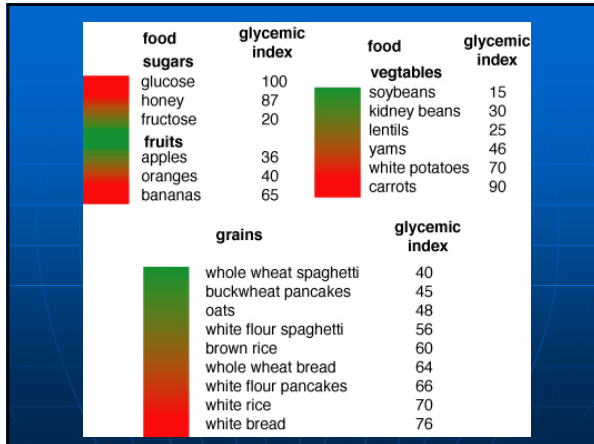 food glycemic index
sugars
glucose 100
honey 87
fructose 20
fruits
apples 36
oranges 40
bananas 65
food glycemic index
vegtables
soybeans 15
kidney beans 30
lentils 25
yams 46
white potatoes 70
carrots 90
grains glycemic index
whole wheat spaghetti 40
buckwheat pancakes 45
oats 48
white flour spaghetti 56
brown rice 60
whole wheat bread 64
white flour pancakes 66
white rice 70
white bread 76